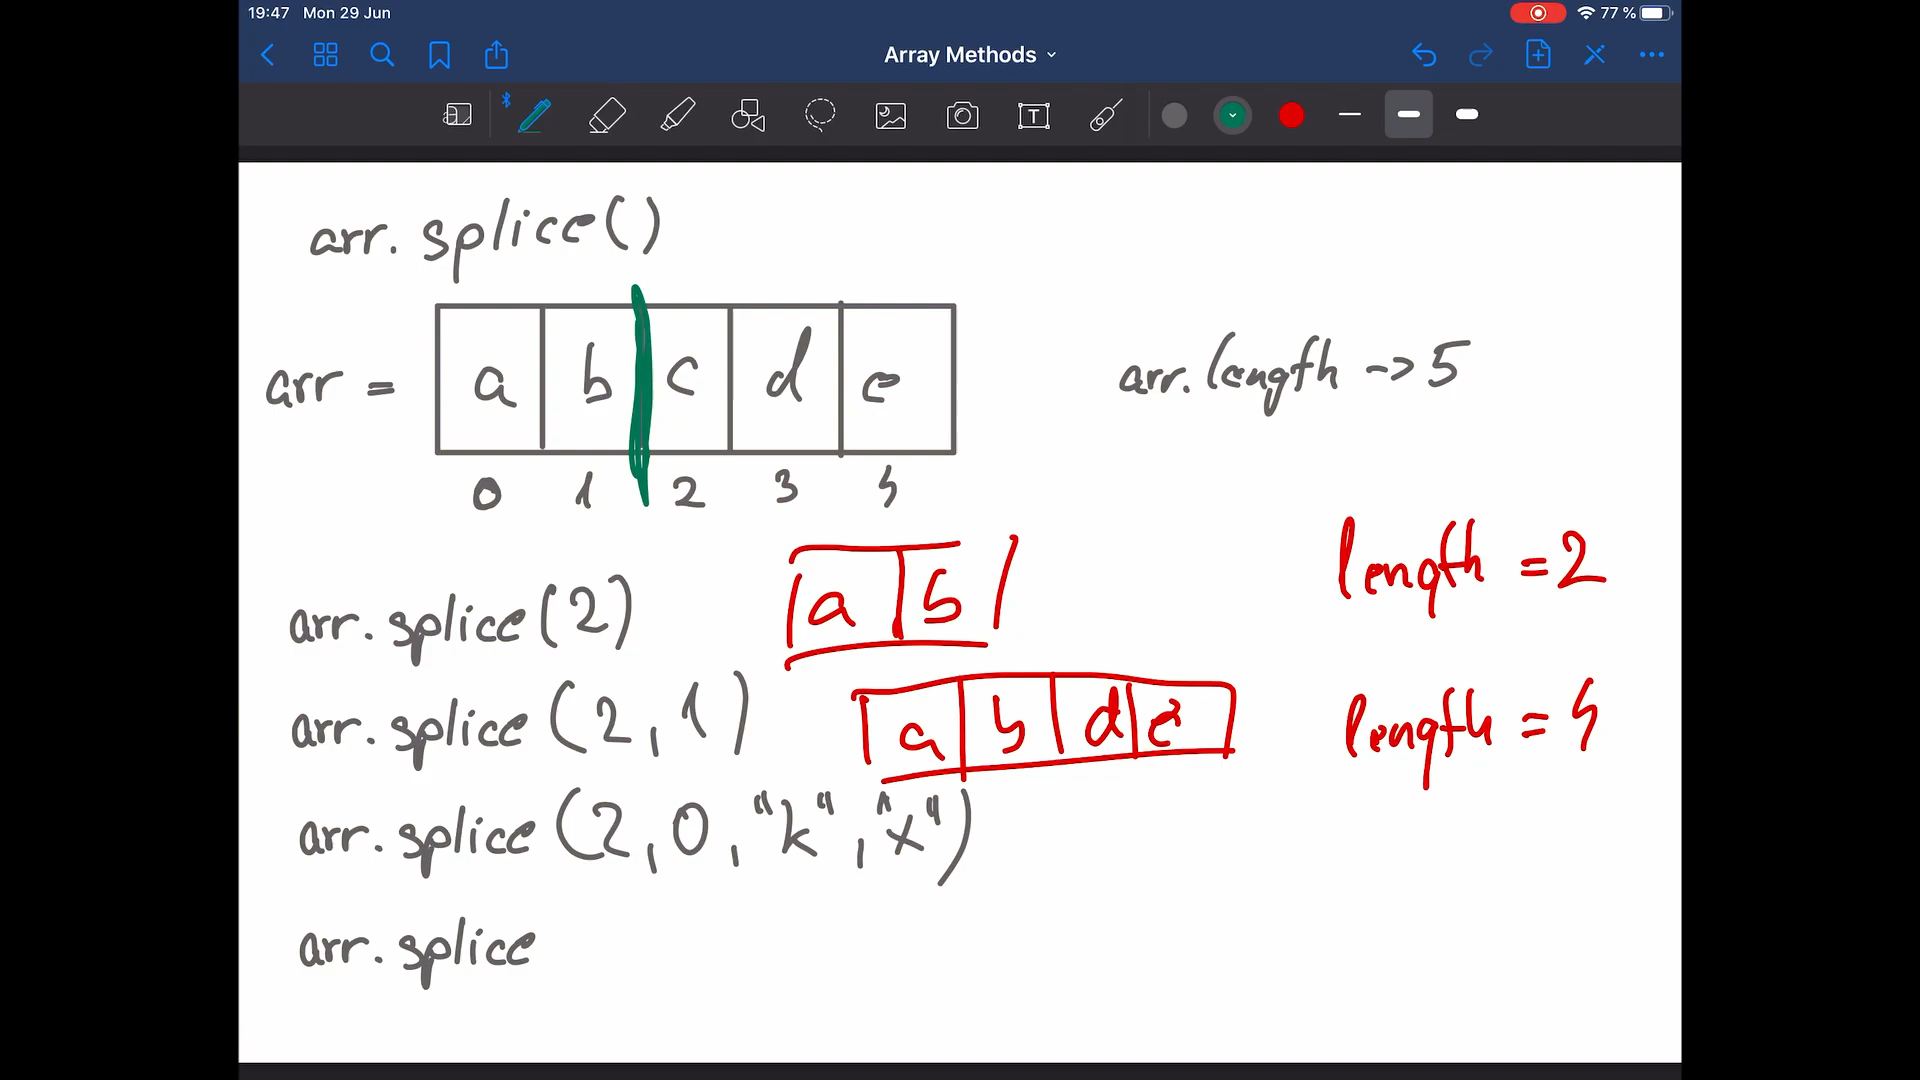 19:47 Mon 29 Jun 77 %
Array Methods
T
arr. splice()
arr = a b c d e
0 1 2 3 4
arr. length -> 5
arr. splice (2) a b length = 2
arr. splice (2, 1) a b d e length = 4
arr. splice (2, 0, "k", "x")
arr. splice